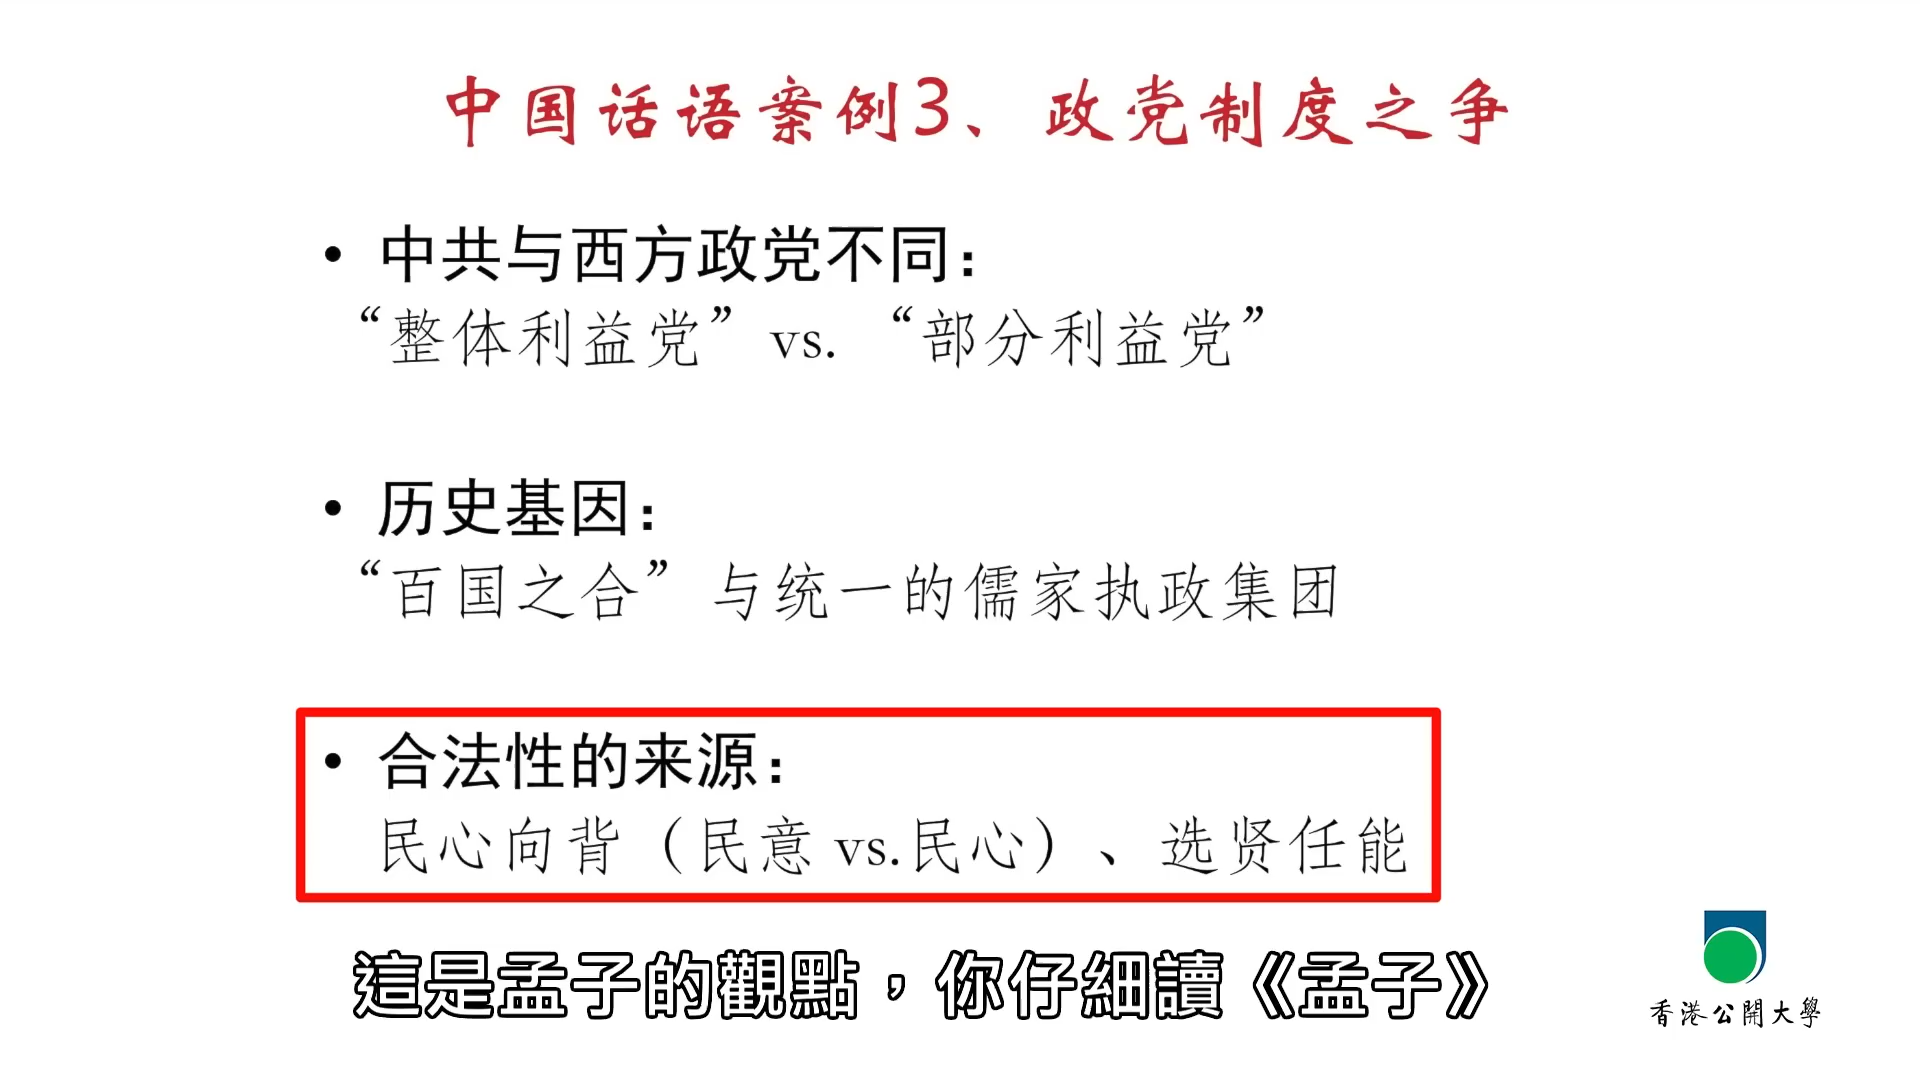 中国话语案例3、政党制度之争
• 中共与西方政党不同：
“整体利益党” vs. “部分利益党”
• 历史基因：
“百国之合” 与统一的儒家执政集团
• 合法性的来源：
民心向背（民意 vs.民心）、选贤任能
這是孟子的觀點，你仔細讀《孟子》
香港公開大學